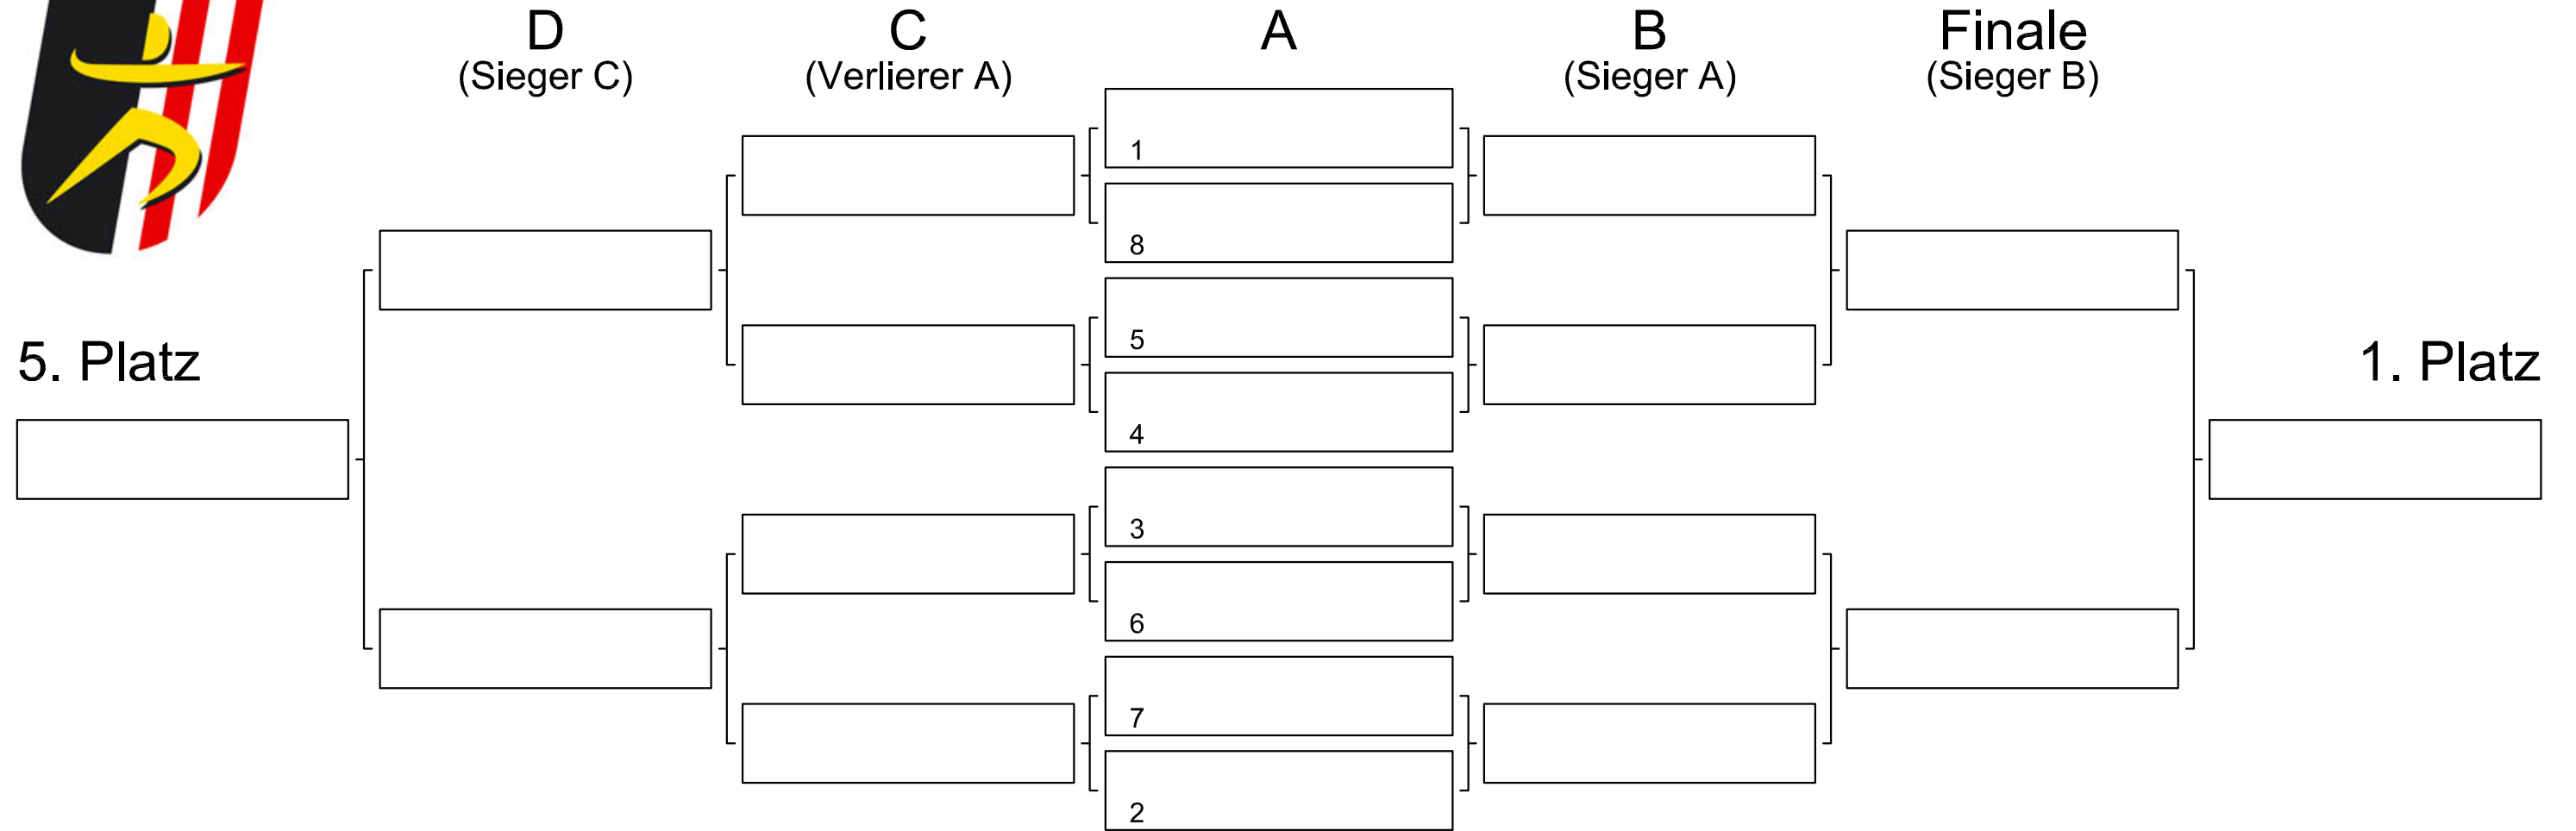 D
(Sieger C)
C
(Verlierer A)
A
B
(Sieger A)
Finale
(Sieger B)
1
8
5
4
3
6
7
2
5. Platz
1. Platz